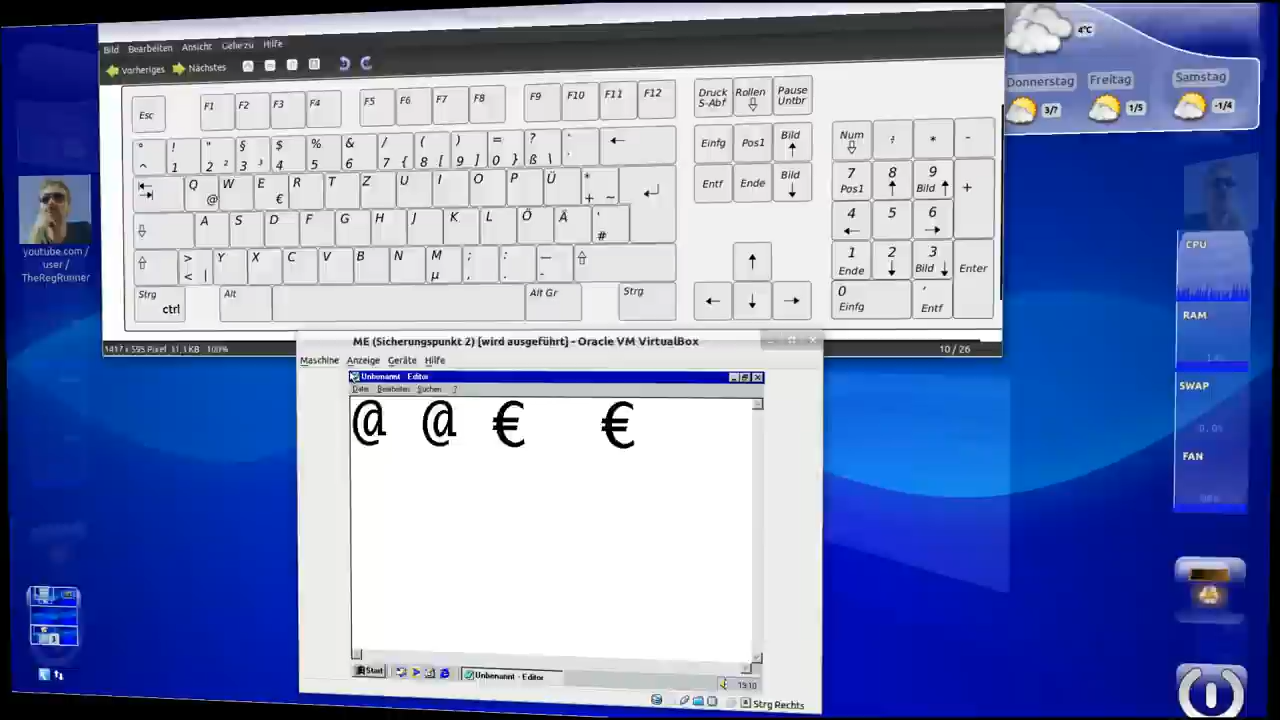 Bild Bearbeiten Ansicht Gehe zu Hilfe
Vorheriges Nächstes
Esc F1 F2 F3 F4 F5 F6 F7 F8 F9 F10 F11 F12 Druck S-Abf Rollen Pause Untbr
° ! " § $ % & / ( ) = ? `
^ 1 2 ² 3 ³ 4 5 6 7 { 8 [ 9 ] 0 } ß \ ´ ←
Einfg Pos1 Bild ↑ Num ÷ * -
Q @ W E € R T Z U I O P Ü * + ~
Entf Ende Bild ↓ 7 Pos1 8 ↑ 9 Bild ↑ +
A S D F G H J K L Ö Ä ' #
4 ← 5 6 →
> < | Y X C V B N M µ ; , : . — -
↑ 1 Ende 2 ↓ 3 Bild ↓ Enter
Strg ctrl Alt Alt Gr Strg ← ↓ → 0 Einfg , Entf
1417 x 595 Pixel 31,3 KB 100% 10 / 26
ME (Sicherungspunkt 2) [wird ausgeführt] - Oracle VM VirtualBox
Maschine Anzeige Geräte Hilfe
Unbenannt - Editor
Datei Bearbeiten Suchen ?
@ @ € €
Start Unbenannt - Editor 19:10
Strg Rechts
youtube.com /
user /
TheRegRunner
3
4°C
Donnerstag Freitag Samstag
3/? 1/5 -1/4
CPU
RAM
SWAP
0.0%
FAN